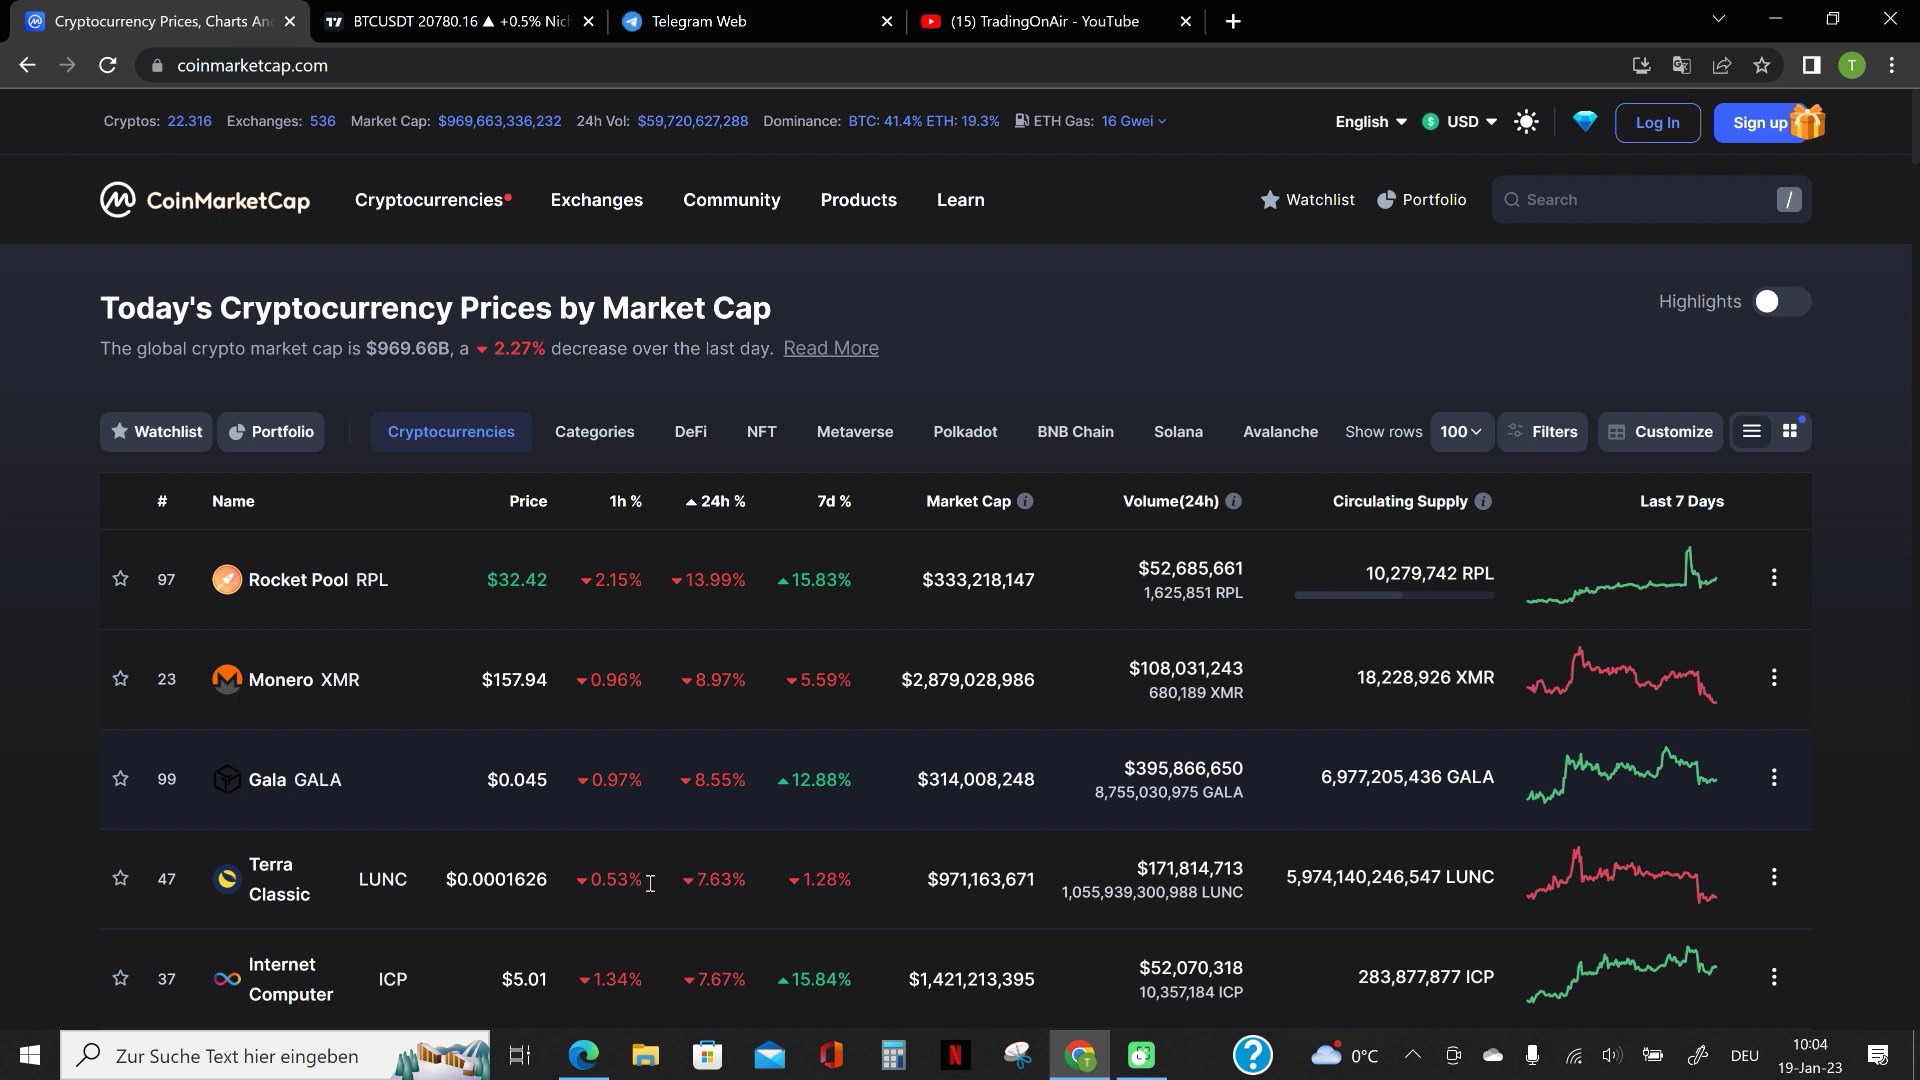 Cryptocurrency Prices, Charts An
BTCUSDT 20780.16 ▲ +0.5% Nic
Telegram Web
(15) TradingOnAir - YouTube
coinmarketcap.com
T
Cryptos: 22.316 Exchanges: 536 Market Cap: $969,663,336,232 24h Vol: $59,720,627,288 Dominance: BTC: 41.4% ETH: 19.3% ETH Gas: 16 Gwei
English USD Log In Sign up
CoinMarketCap Cryptocurrencies Exchanges Community Products Learn Watchlist Portfolio Search /
Today's Cryptocurrency Prices by Market Cap
Highlights
The global crypto market cap is $969.66B, a 2.27% decrease over the last day. Read More
Watchlist Portfolio Cryptocurrencies Categories DeFi NFT Metaverse Polkadot BNB Chain Solana Avalanche Show rows 100 Filters Customize
# Name Price 1h % 24h % 7d % Market Cap Volume(24h) Circulating Supply Last 7 Days
97 Rocket Pool RPL $32.42 2.15% 13.99% 15.83% $333,218,147 $52,685,661 10,279,742 RPL
1,625,851 RPL
23 Monero XMR $157.94 0.96% 8.97% 5.59% $2,879,028,986 $108,031,243 18,228,926 XMR
680,189 XMR
99 Gala GALA $0.045 0.97% 8.55% 12.88% $314,008,248 $395,866,650 6,977,205,436 GALA
8,755,030,975 GALA
47 Terra Classic LUNC $0.0001626 0.53% 7.63% 1.28% $971,163,671 $171,814,713 5,974,140,246,547 LUNC
1,055,939,300,988 LUNC
37 Internet Computer ICP $5.01 1.34% 7.67% 15.84% $1,421,213,395 $52,070,318 283,877,877 ICP
10,357,184 ICP
Zur Suche Text hier eingeben
0°C
DEU
10:04
19-Jan-23